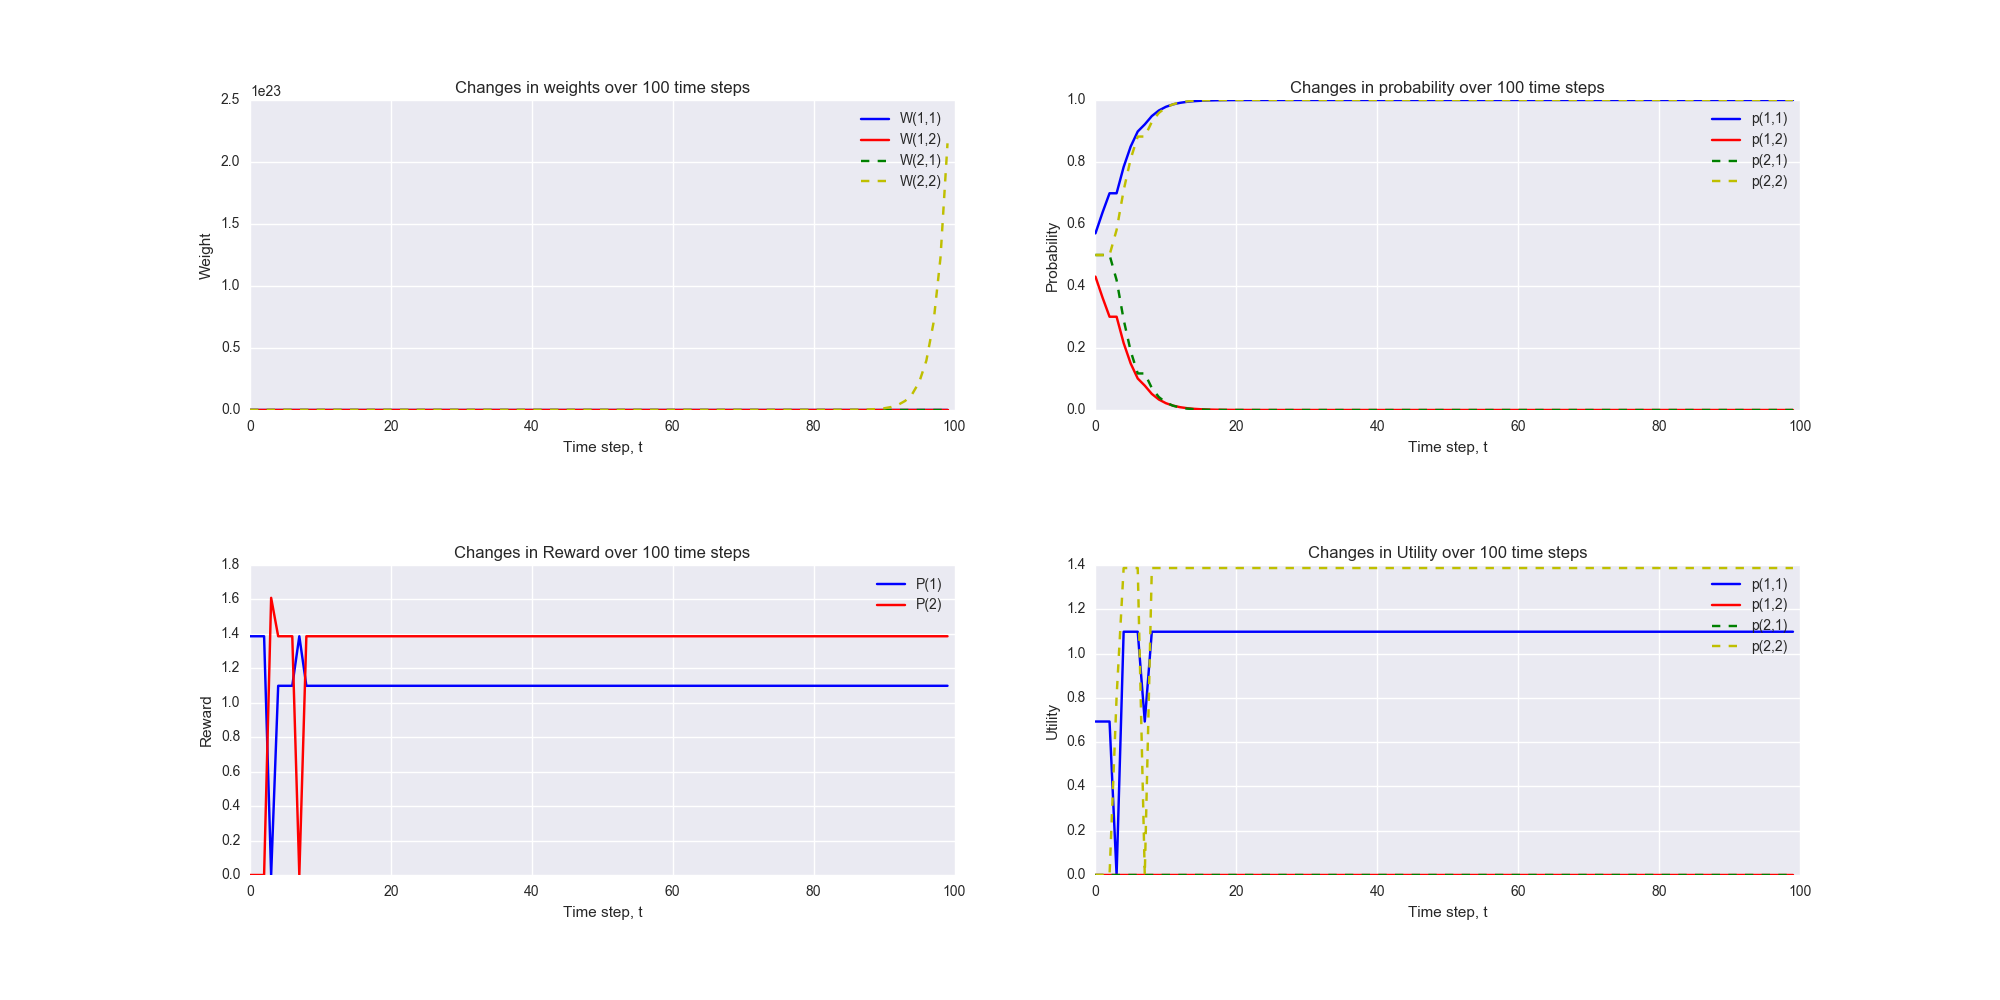 Changes in weights over 100 time steps
1e23
2.5
2.0
1.5
1.0
0.5
0.0
Weight
0 20 40 60 80 100
Time step, t
W(1,1)
W(1,2)
W(2,1)
W(2,2)
Changes in probability over 100 time steps
1.0
0.8
0.6
0.4
0.2
0.0
Probability
0 20 40 60 80 100
Time step, t
p(1,1)
p(1,2)
p(2,1)
p(2,2)
Changes in Reward over 100 time steps
1.8
1.6
1.4
1.2
1.0
0.8
0.6
0.4
0.2
0.0
Reward
0 20 40 60 80 100
Time step, t
P(1)
P(2)
Changes in Utility over 100 time steps
1.4
1.2
1.0
0.8
0.6
0.4
0.2
0.0
Utility
0 20 40 60 80 100
Time step, t
p(1,1)
p(1,2)
p(2,1)
p(2,2)